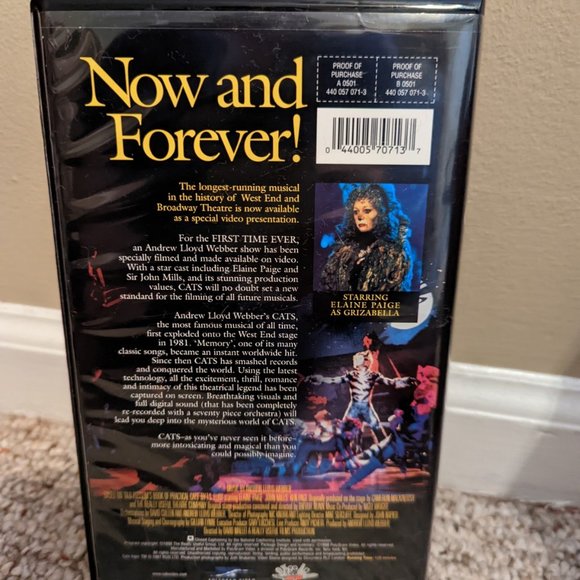 Now and
Forever!
PROOF OF
PURCHASE
A 0501
440 057 071-3
PROOF OF
PURCHASE
B 0501
440 057 071-3
0 44005 70713 7
The longest-running musical
in the history of West End and
Broadway Theatre is now available
as a special video presentation.
For the FIRST TIME EVER,
an Andrew Lloyd Webber show has been
specially filmed and made available on video.
With a star cast including Elaine Paige and
Sir John Mills, and its stunning production
values, CATS will no doubt set a new
standard for the filming of all future musicals.
STARRING
ELAINE PAIGE
AS GRIZABELLA
Andrew Lloyd Webber's CATS,
the most famous musical of all time,
first exploded onto the West End stage
in 1981. 'Memory', one of its many
classic songs, became an instant worldwide hit.
Since then CATS has smashed records
and conquered the world. Using the latest
technology, all the excitement, thrill, romance
and intimacy of this theatrical legend has been
captured on screen. Breathtaking visuals and
full digital sound (that has been completely
re-recorded with a seventy piece orchestra) will
lead you deep into the mysterious world of CATS.
CATS–as you've never seen it before–
more intoxicating and magical than you
could possibly imagine.